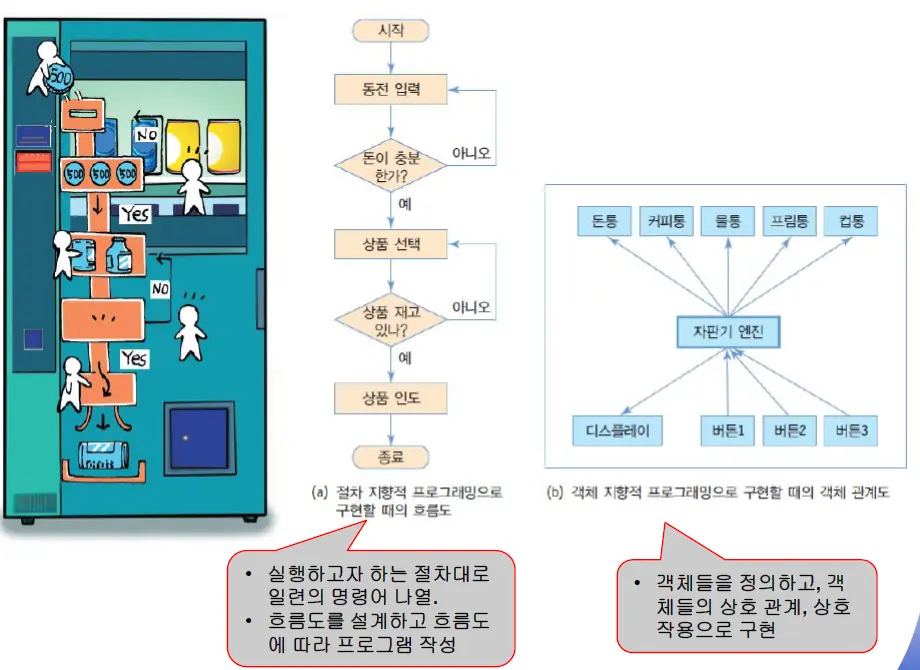 500
NO
500 500 500
Yes
NO
Yes
시작
동전 입력
돈이 충분
한가?
아니오
예
상품 선택
상품 재고
있나?
아니오
예
상품 인도
종료
(a) 절차 지향적 프로그래밍으로
구현할 때의 흐름도
돈통 커피통 물통 프림통 컵통
자판기 엔진
디스플레이 버튼1 버튼2 버튼3
(b) 객체 지향적 프로그래밍으로 구현할 때의 객체 관계도
• 실행하고자 하는 절차대로
일련의 명령어 나열.
• 흐름도를 설계하고 흐름도
에 따라 프로그램 작성
• 객체들을 정의하고, 객
체들의 상호 관계, 상호
작용으로 구현